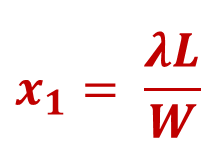 x₁ = λL / W